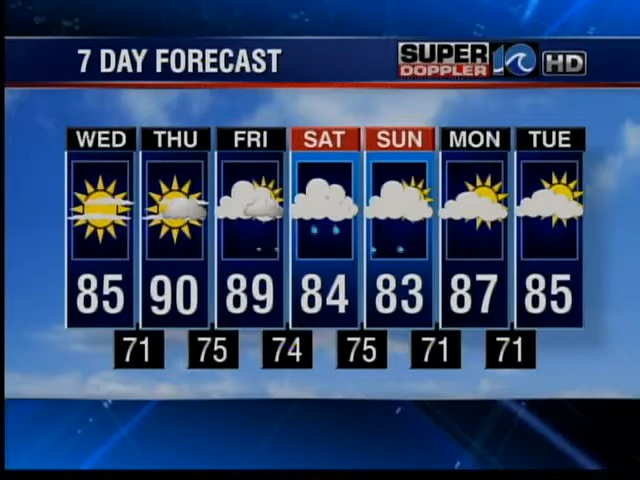 7 DAY FORECAST
SUPER DOPPLER 10 HD
WED THU FRI SAT SUN MON TUE
85 90 89 84 83 87 85
71 75 74 75 71 71